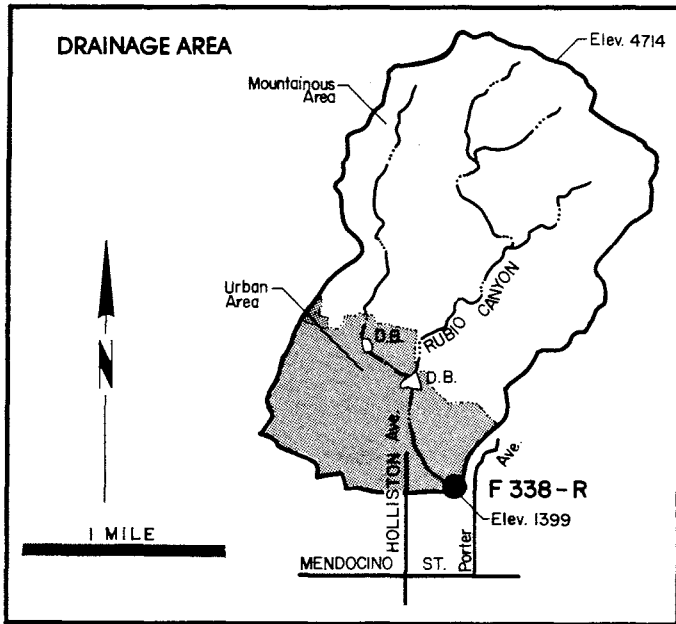 DRAINAGE AREA
Elev. 4714
Mountainous
Area
Urban
Area
D.B.
RUBIO CANYON
D.B.
N
HOLLISTON Ave.
Porter Ave.
F 338-R
Elev. 1399
1 MILE
MENDOCINO ST.